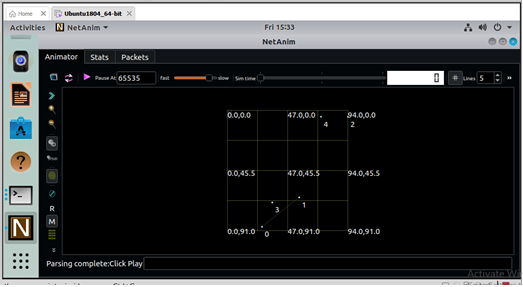 Home
Ubuntu1804_64-bit
Activities
NetAnim
Fri 15:33
NetAnim
Animator
Stats
Packets
Pause At
65535
fast
slow
Sim time
Lines
5
0.0,0.0
47.0,0.0
94.0,0.0
4
2
0.0,45.5
47.0,45.5
94.0,45.5
1
3
R
M
0.0,91.0
0
47.0,91.0
94.0,91.0
Parsing complete:Click Play
Activate Wi